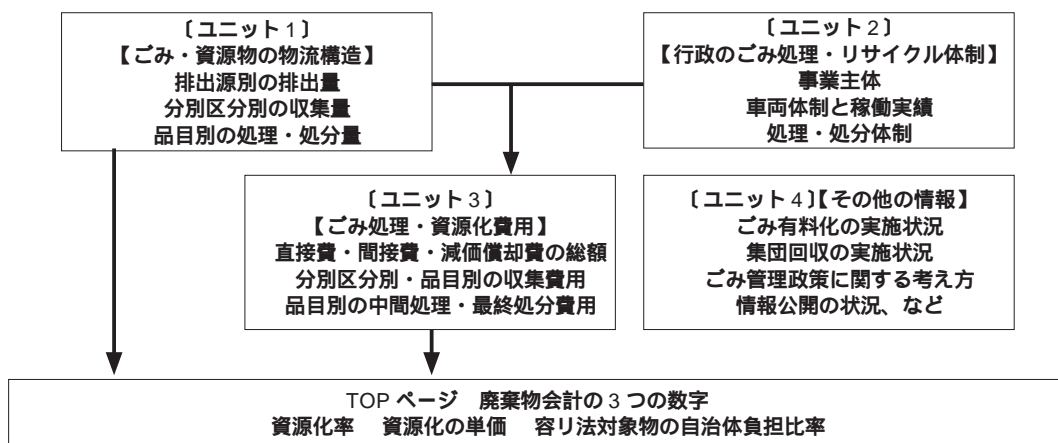 〔ユニット 1〕
【ごみ・資源物の物流構造】
排出源別の排出量
分別区分別の収集量
品目別の処理・処分量
〔ユニット 2〕
【行政のごみ処理・リサイクル体制】
事業主体
車両体制と稼働実績
処理・処分体制
〔ユニット 3〕
【ごみ処理・資源化費用】
直接費・間接費・減価償却費の総額
分別区分別・品目別の収集費用
品目別の中間処理・最終処分費用
〔ユニット 4〕【その他の情報】
ごみ有料化の実施状況
集団回収の実施状況
ごみ管理政策に関する考え方
情報公開の状況、など
TOP ページ　廃棄物会計の 3 つの数字
資源化率　資源化の単価　容リ法対象物の自治体負担比率